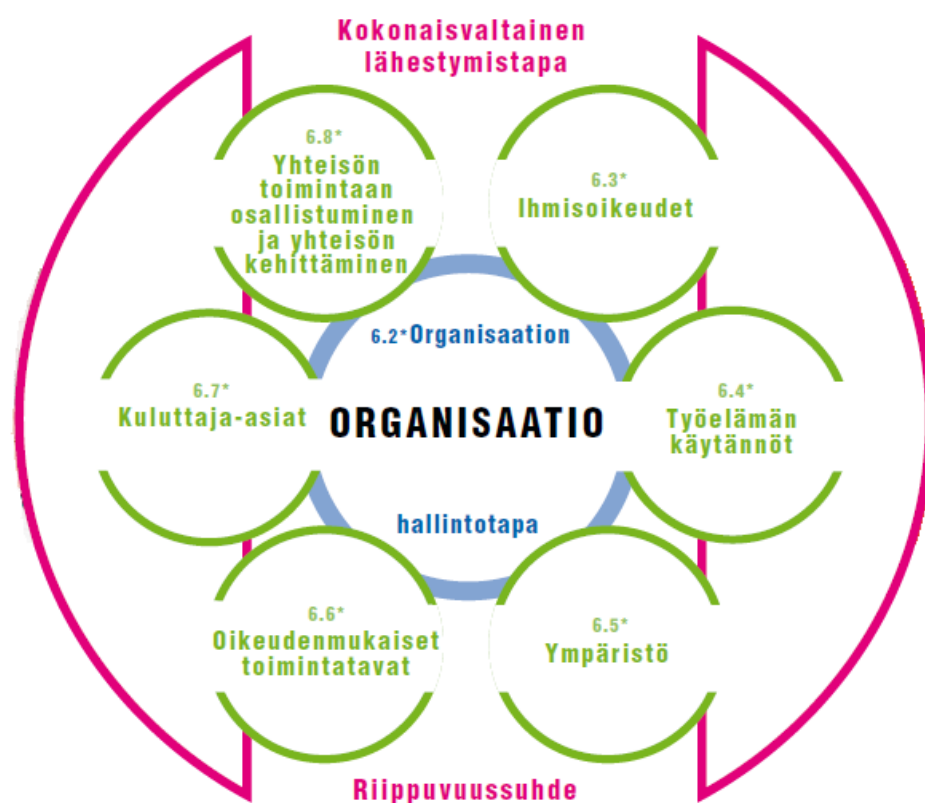 Kokonaisvaltainen
lähestymistapa
6.8*
Yhteisön
toimintaan
osallistuminen
ja yhteisön
kehittäminen
6.3*
Ihmisoikeudet
6.2*Organisaation
6.7*
Kuluttaja-asiat
ORGANISAATIO
6.4*
Työelämän
käytännöt
hallintotapa
6.6*
Oikeudenmukaiset
toimintatavat
6.5*
Ympäristö
Riippuvuussuhde